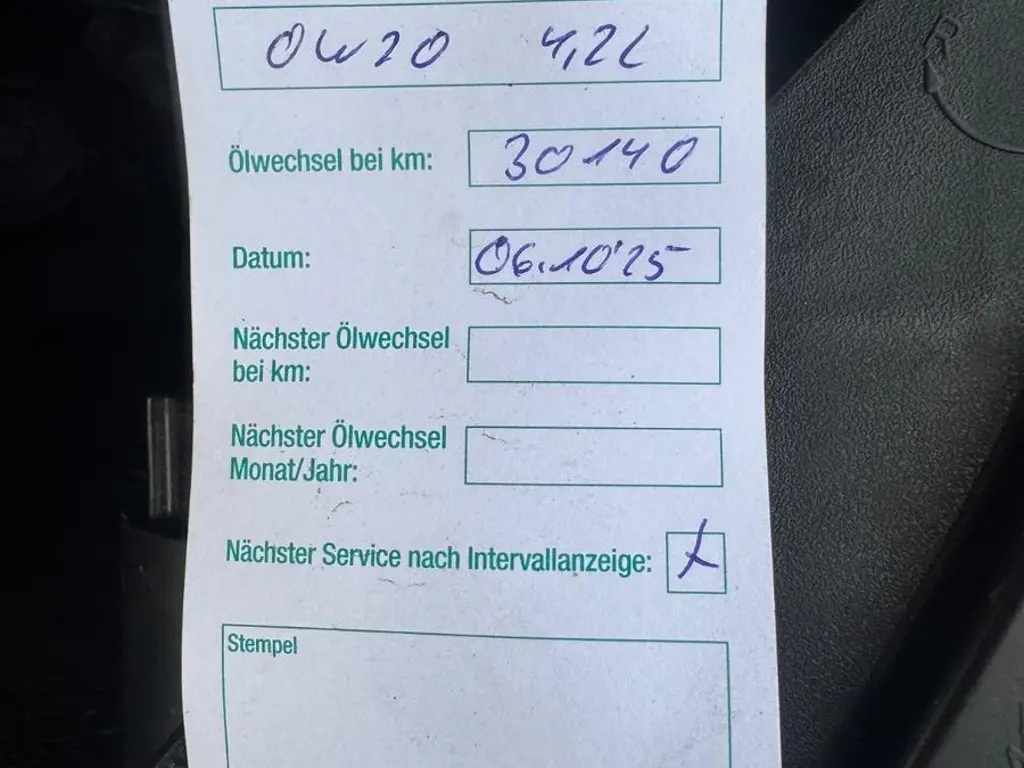 0W20 4,2L
Ölwechsel bei km: 30140
Datum: 06.10'25
Nächster Ölwechsel
bei km:
Nächster Ölwechsel
Monat/Jahr:
Nächster Service nach Intervallanzeige: X
Stempel